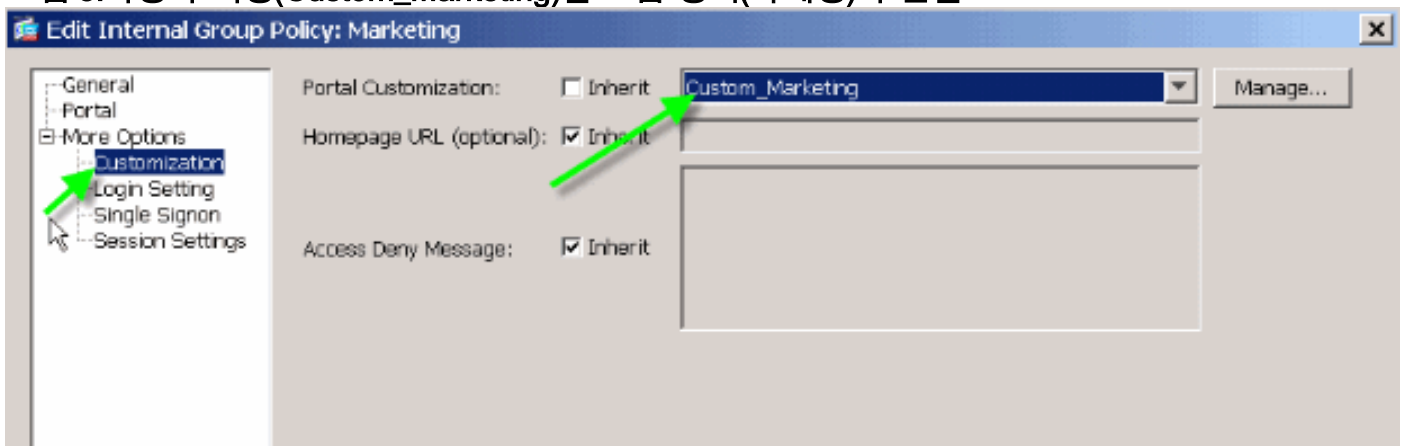 (Custom_Marketing)
Edit Internal Group Policy: Marketing
General
Portal
More Options
Customization
Login Setting
Single Signon
Session Settings
Portal Customization: Inherit Custom_Marketing Manage...
Homepage URL (optional): Inherit
Access Deny Message: Inherit